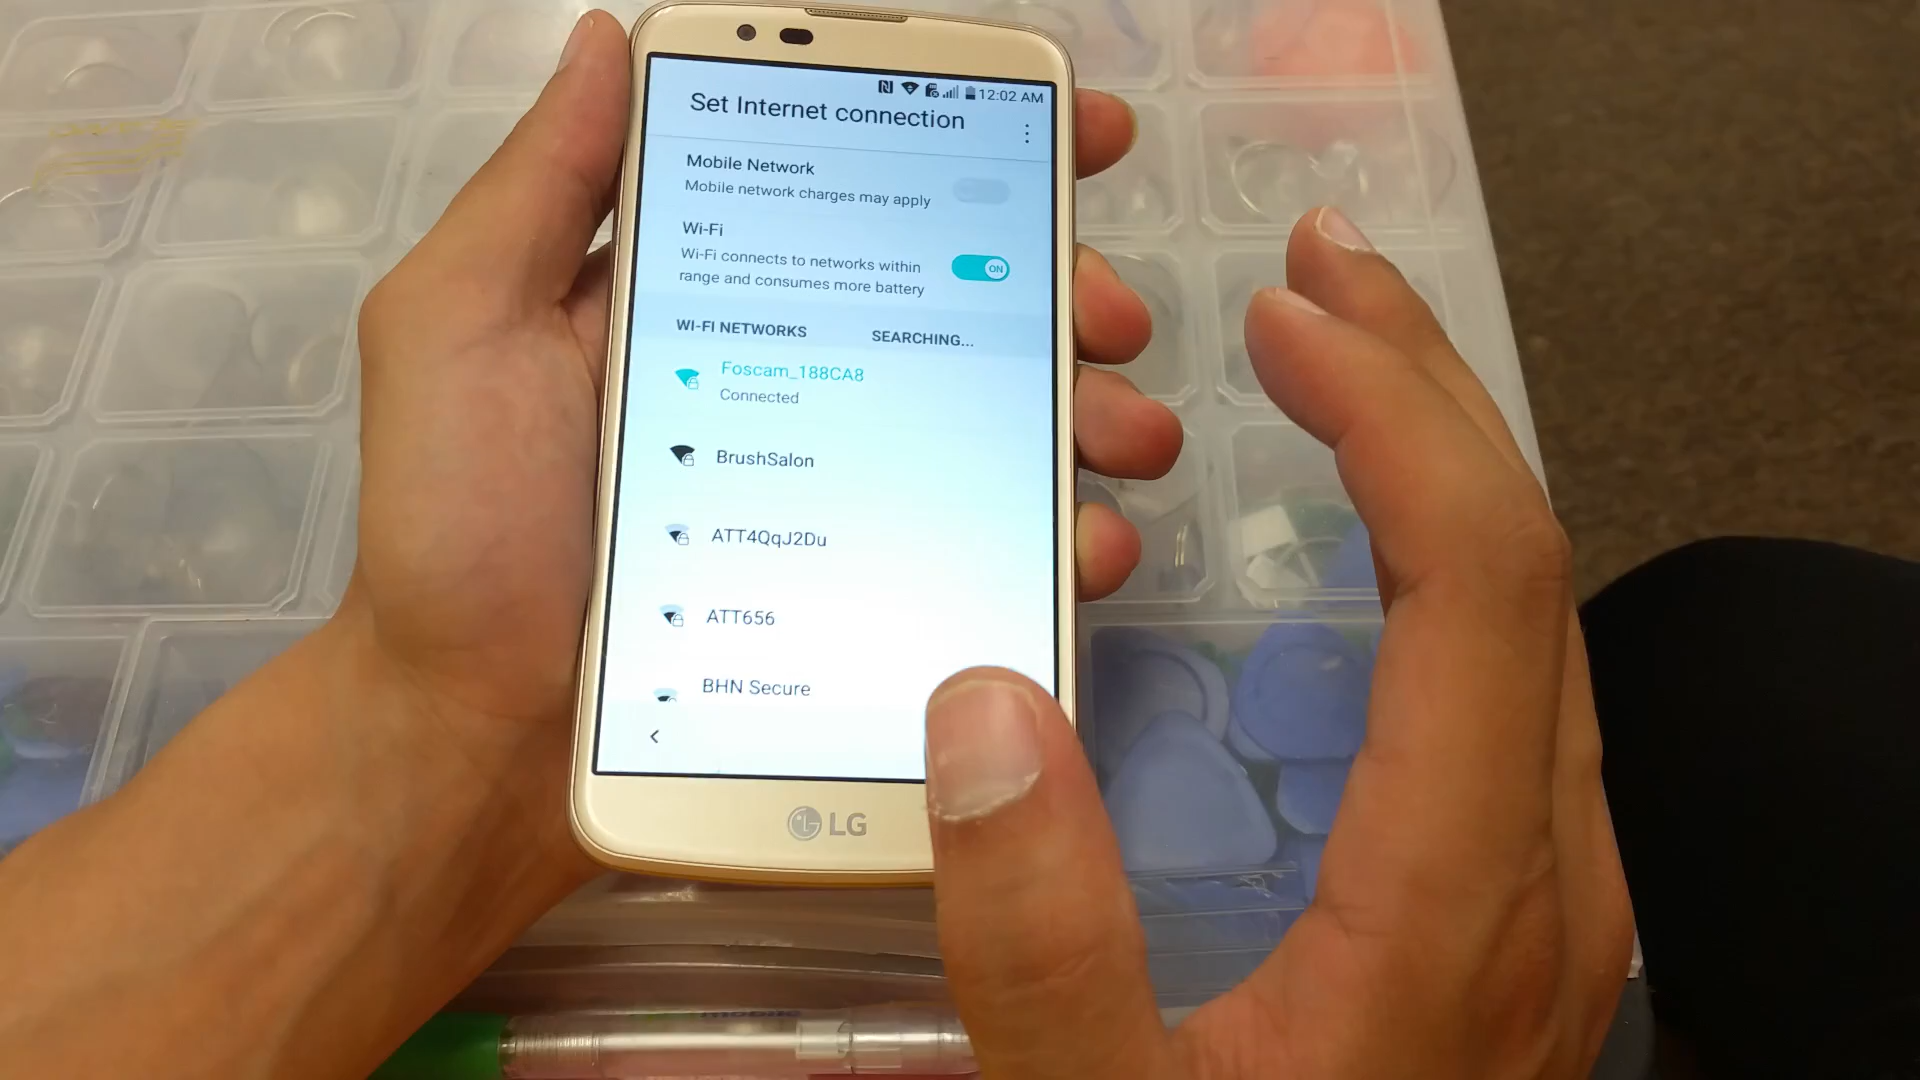 12:02 AM
Set Internet connection
Mobile Network
Mobile network charges may apply
Wi-Fi
Wi-Fi connects to networks within
range and consumes more battery
ON
WI-FI NETWORKS
SEARCHING...
Foscam_188CA8
Connected
BrushSalon
ATT4QqJ2Du
ATT656
BHN Secure
LG
Mobile